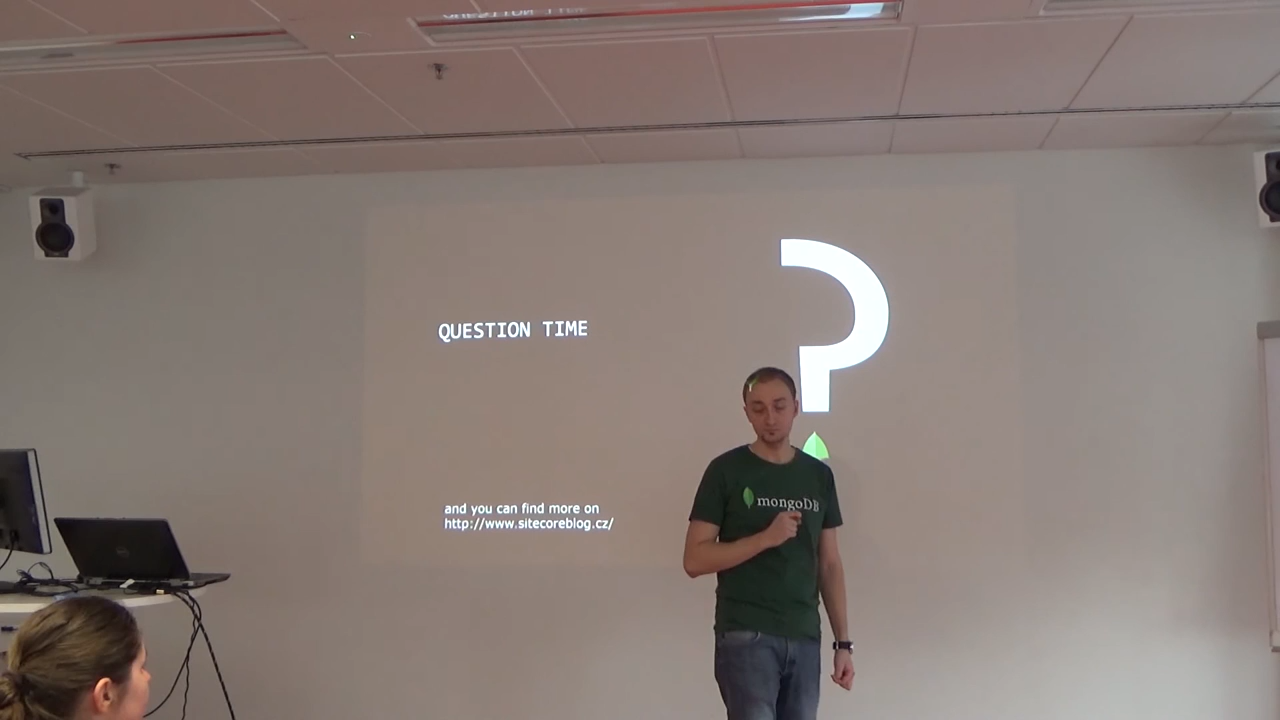 QUESTION TIME
?
mongoDB
and you can find more on
http://www.sitecoreblog.cz/